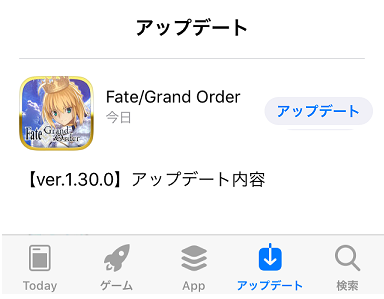 アップデート
Fate/Grand Order
今日
アップデート
Fate
Grand
Order
【ver.1.30.0】アップデート内容
Today
ゲーム
App
アップデート
検索